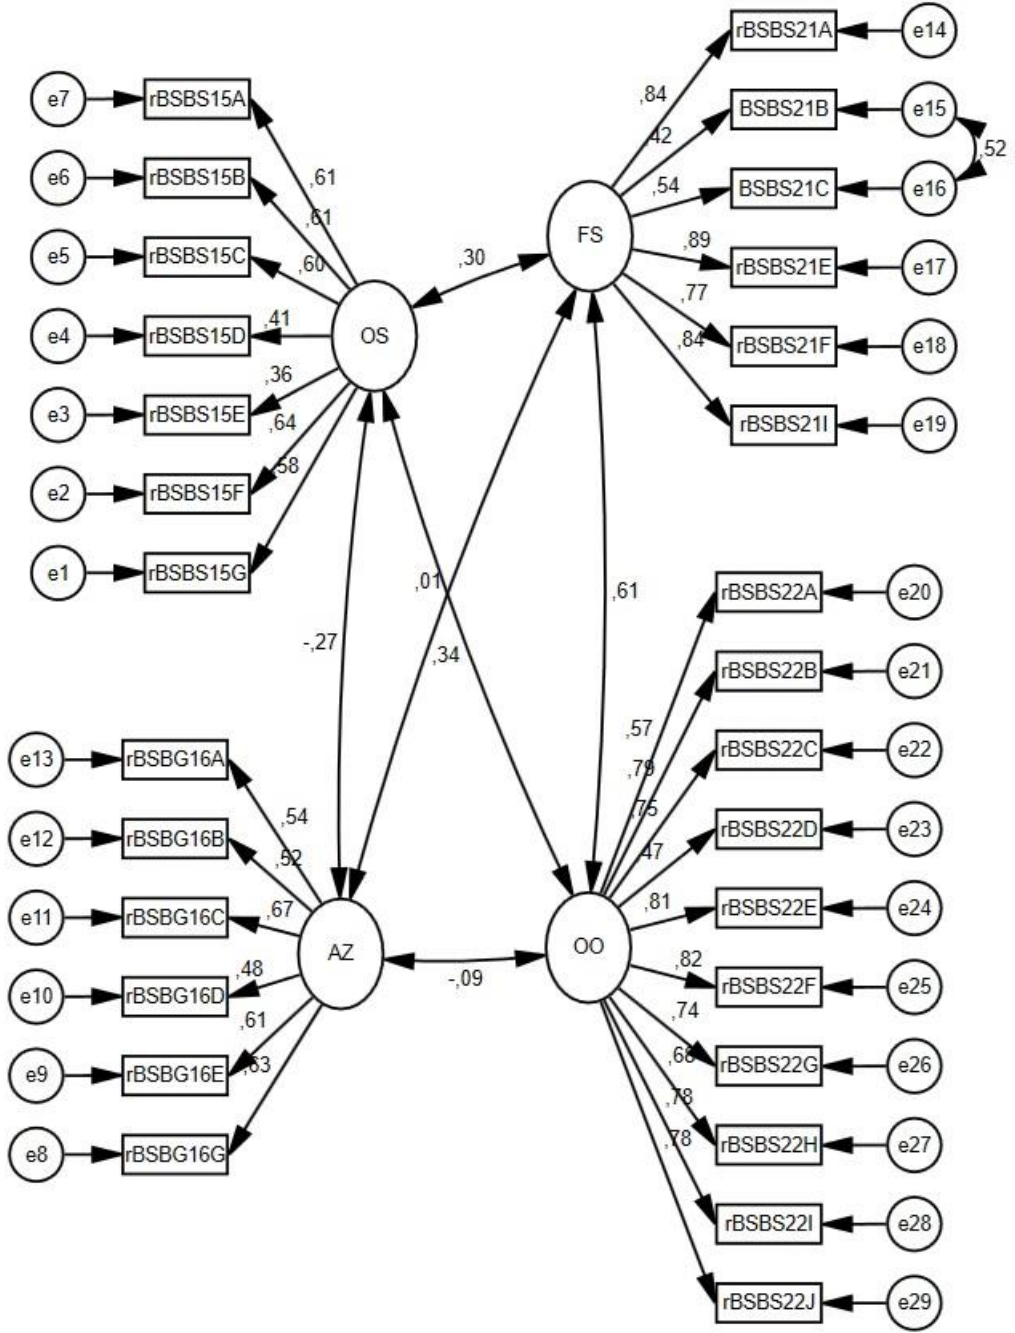 e7
rBSBS15A
e6
rBSBS15B
e5
rBSBS15C
e4
rBSBS15D
e3
rBSBS15E
e2
rBSBS15F
e1
rBSBS15G
,61
,61
,60
,41
,36
,64
,58
OS
,30
FS
,84
,42
,54
,89
,77
,84
rBSBS21A
e14
BSBS21B
e15
BSBS21C
e16
,52
rBSBS21E
e17
rBSBS21F
e18
rBSBS21I
e19
-,27
,01
,34
,61
e13
rBSBG16A
e12
rBSBG16B
e11
rBSBG16C
e10
rBSBG16D
e9
rBSBG16E
e8
rBSBG16G
,54
,52
,67
,48
,61
,63
AZ
-,09
OO
,57
,79
,75
,47
,81
,82
,74
,68
,78
,78
rBSBS22A
e20
rBSBS22B
e21
rBSBS22C
e22
rBSBS22D
e23
rBSBS22E
e24
rBSBS22F
e25
rBSBS22G
e26
rBSBS22H
e27
rBSBS22I
e28
rBSBS22J
e29